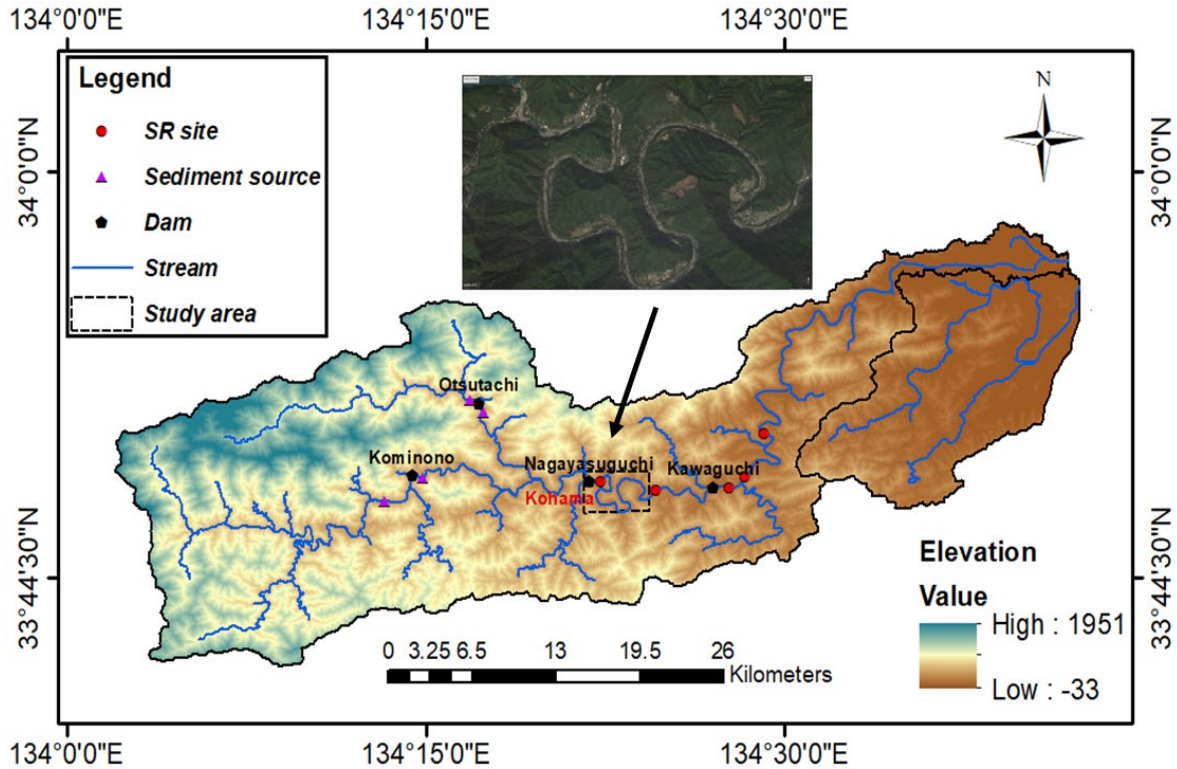 134°0'0"E 134°15'0"E 134°30'0"E
Legend
SR site
Sediment source
Dam
Stream
Study area
N
34°0'0"N
34°0'0"N
Otsutachi
Kominono
Nagayasuguchi
Kawaguchi
Kohama
33°44'30"N
33°44'30"N
Elevation
Value
High : 1951
Low : -33
0 3.25 6.5 13 19.5 26
Kilometers
134°0'0"E 134°15'0"E 134°30'0"E